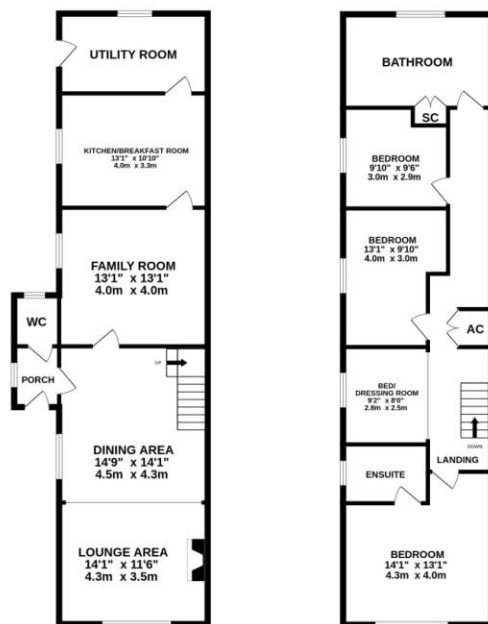 UTILITY ROOM
KITCHEN/BREAKFAST ROOM
13'1" x 10'10"
4.0m x 3.3m
FAMILY ROOM
13'1" x 13'1"
4.0m x 4.0m
WC
PORCH
UP
DINING AREA
14'9" x 14'1"
4.5m x 4.3m
LOUNGE AREA
14'1" x 11'6"
4.3m x 3.5m
BATHROOM
SC
BEDROOM
9'10" x 9'6"
3.0m x 2.9m
BEDROOM
13'1" x 9'10"
4.0m x 3.0m
AC
BED/
DRESSING ROOM
9'2" x 8'0"
2.8m x 2.5m
DOWN
LANDING
ENSUITE
BEDROOM
14'1" x 13'1"
4.3m x 4.0m